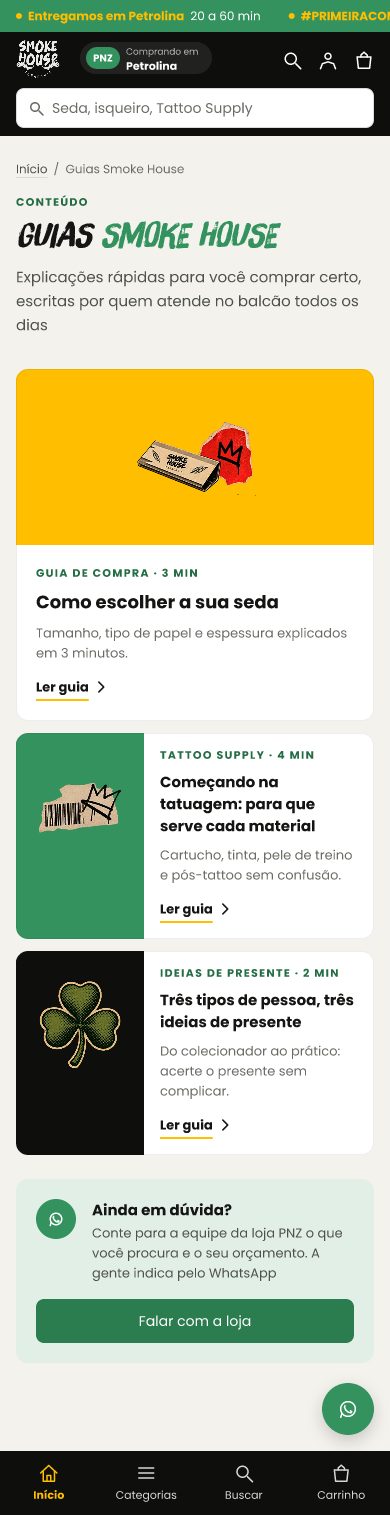 Entregamos em Petrolina 20 a 60 min #PRIMEIRACO
SMOKE HOUSE
PNZ Comprando em Petrolina
Seda, isqueiro, Tattoo Supply
Início / Guias Smoke House
CONTEÚDO
GUIAS SMOKE HOUSE
Explicações rápidas para você comprar certo,
escritas por quem atende no balcão todos os
dias
SMOKE
HOUSE
GUIA DE COMPRA · 3 MIN
Como escolher a sua seda
Tamanho, tipo de papel e espessura explicados
em 3 minutos.
Ler guia
TATTOO SUPPLY · 4 MIN
Começando na
tatuagem: para que
serve cada material
Cartucho, tinta, pele de treino
e pós-tattoo sem confusão.
Ler guia
IDEIAS DE PRESENTE · 2 MIN
Três tipos de pessoa, três
ideias de presente
Do colecionador ao prático:
acerte o presente sem
complicar.
Ler guia
Ainda em dúvida?
Conte para a equipe da loja PNZ o que
você procura e o seu orçamento. A
gente indica pelo WhatsApp
Falar com a loja
Início Categorias Buscar Carrinho